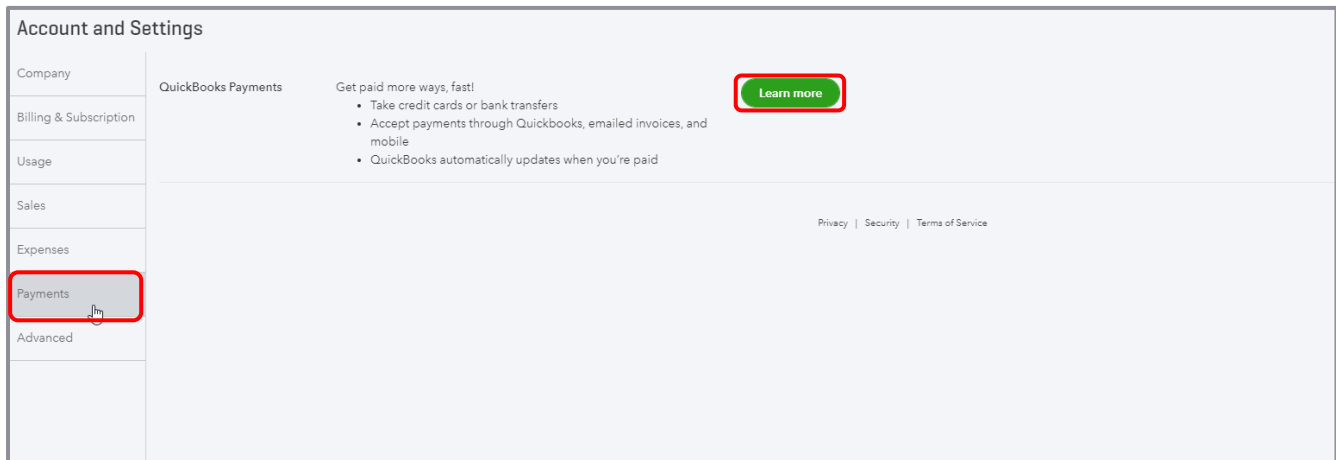 Account and Settings
Company
Billing & Subscription
Usage
Sales
Expenses
Payments
Advanced
QuickBooks Payments
Get paid more ways, fast!
• Take credit cards or bank transfers
• Accept payments through Quickbooks, emailed invoices, and
mobile
• QuickBooks automatically updates when you're paid
Learn more
Privacy | Security | Terms of Service